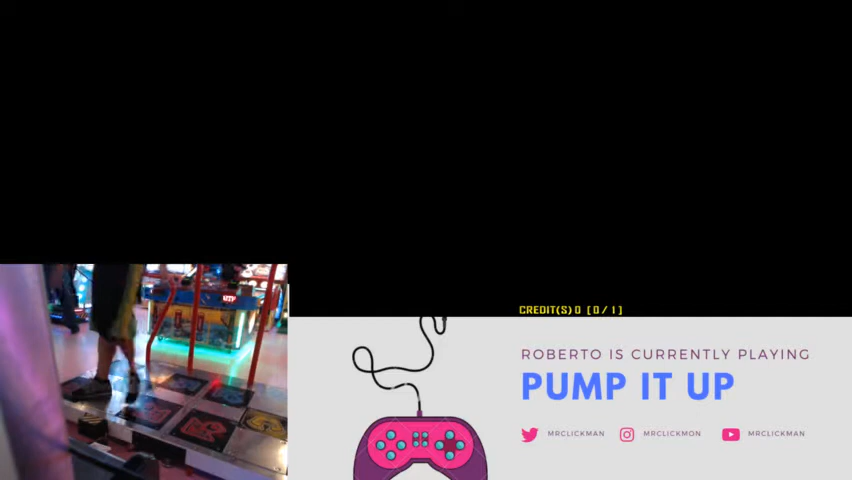 CREDIT(S) 0 [ 0 / 1 ]
ROBERTO IS CURRENTLY PLAYING
PUMP IT UP
MRCLICKMAN MRCLICKMON MRCLICKMAN